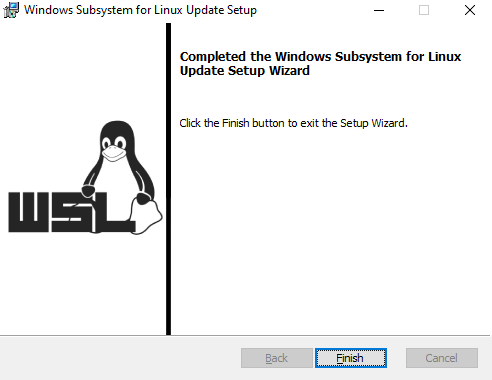 Windows Subsystem for Linux Update Setup
Completed the Windows Subsystem for Linux
Update Setup Wizard
Click the Finish button to exit the Setup Wizard.
WSL
Back
Finish
Cancel